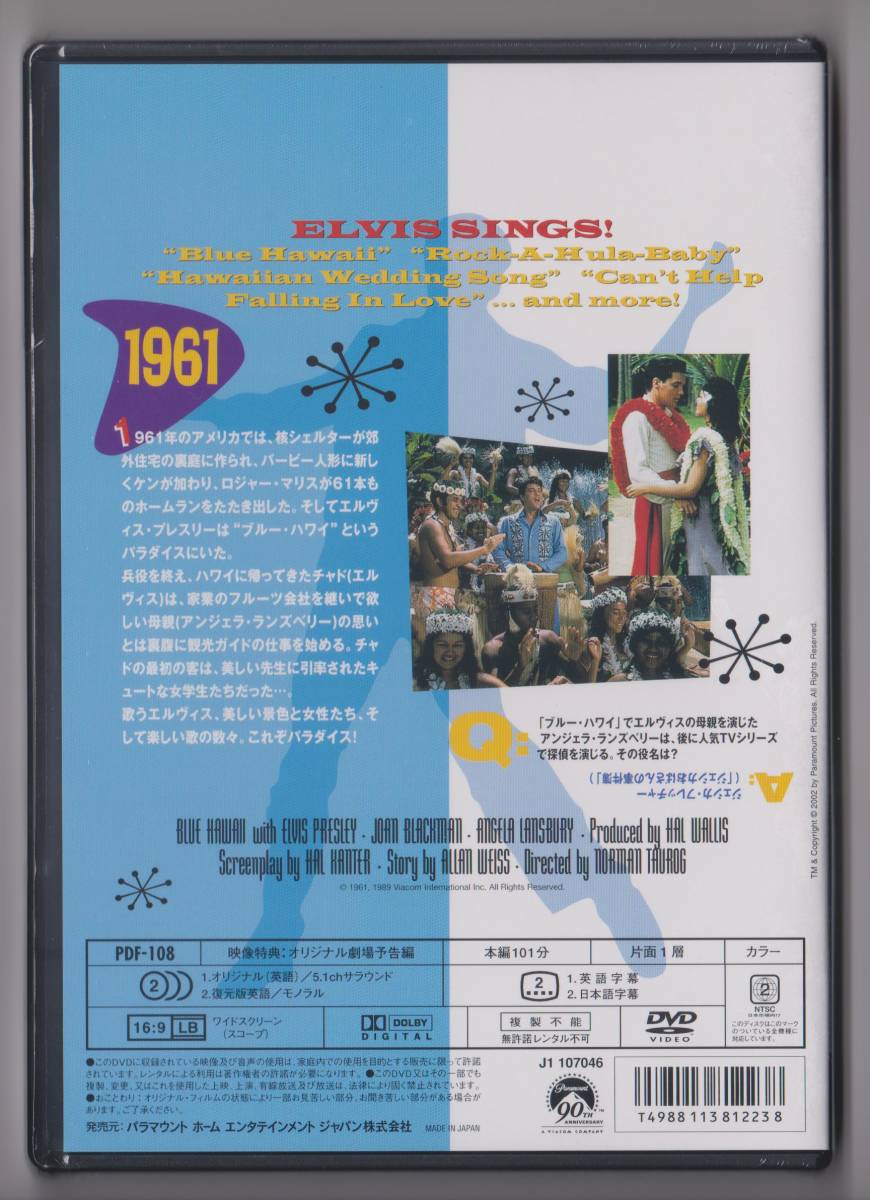 ELVIS SINGS!
"Blue Hawaii" "Rock-A-Hula-Baby"
"Hawaiian Wedding Song" "Can't Help
Falling In Love" ... and more!
1961
1961年のアメリカでは、核シェルターが郊
外住宅の裏庭に作られ、バービー人形に新し
くケンが加わり、ロジャー・マリスが61本も
のホームランをたたき出した。そしてエルヴ
ィス・プレスリーは“ブルー・ハワイ”という
パラダイスにいた。
兵役を終え、ハワイに帰ってきたチャド(エル
ヴィス)は、家業のフルーツ会社を継いで欲
しい母親(アンジェラ・ランズベリー)の思い
とは裏腹に観光ガイドの仕事を始める。チャ
ドの最初の客は、美しい先生に引率されたキ
ュートな女学生たちだった…。
歌うエルヴィス、美しい景色と女性たち、そ
して楽しい歌の数々。これぞパラダイス!
Q:
「ブルー・ハワイ」でエルヴィスの母親を演じた
アンジェラ・ランズベリーは、後に人気TVシリーズ
で探偵を演じる。その役名は?
A:
ジェシカ・フレッチャー
(「ジェシカおばさんの事件簿」)
BLUE HAWAII with ELVIS PRESLEY · JOAN BLACKMAN · ANGELA LANSBURY · Produced by HAL WALLIS
Screenplay by HAL KANTER · Story by ALLAN WEISS · Directed by NORMAN TAUROG
© 1961, 1989 Viacom International Inc. All Rights Reserved.
TM & Copyright © 2002 by Paramount Pictures. All Rights Reserved.
PDF-108 映像特典:オリジナル劇場予告編 本編101分 片面1層 カラー
2 1.オリジナル(英語)/5.1chサラウンド
2.復元版英語/モノラル
2 1.英語字幕
2.日本語字幕
2
NTSC
日本市場向け
このディスクはこのマーク
のついている全機種に
対応しています。
16:9 LB ワイドスクリーン
(スコープ)
DOLBY
DIGITAL
複製不能
無許諾レンタル不可
DVD
VIDEO
●このDVDに収録されている映像及び音声の使用は、家庭内での使用を目的とする販売に限って許諾
されています。レンタルによる利用は著作権者の許諾が必要になります。●このDVD又はその一部でも
複製、変更、又はこれを使用した上映、上演、有線放送及び放送は、法律により固く禁止されています。
●おことわり:オリジナル・フィルムの状態により一部お見苦しい部分、お聞き苦しい部分がある場合が
あります。ご了承ください。
発売元:パラマウント ホーム エンタテインメント ジャパン株式会社 MADE IN JAPAN
J1 107046
Paramount
90TH
ANNIVERSARY
A VIACOM COMPANY
T4988113812238